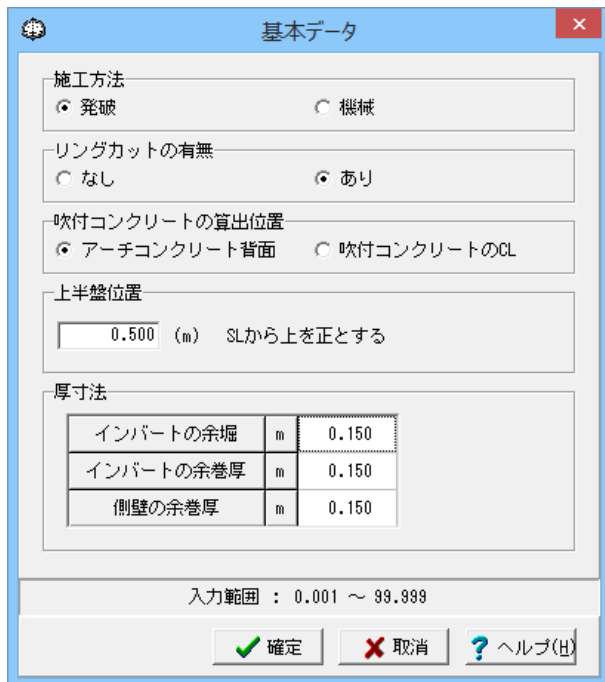 基本データ
施工方法
発破 機械
リングカットの有無
なし あり
吹付コンクリートの算出位置
アーチコンクリート背面 吹付コンクリートのCL
上半盤位置
0.500 (m) SLから上を正とする
厚寸法
インバートの余堀 m 0.150
インバートの余巻厚 m 0.150
側壁の余巻厚 m 0.150
入力範囲 : 0.001 ～ 99.999
確定 取消 ヘルプ(H)